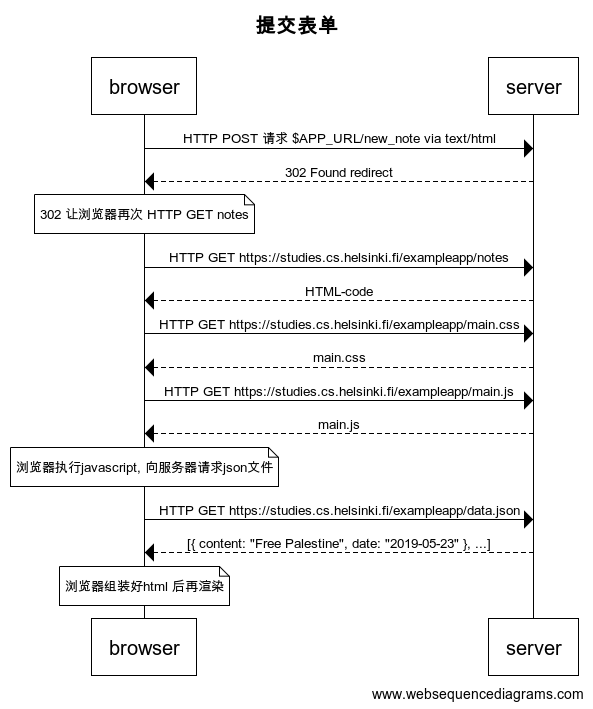 提交表单
browser
server
HTTP POST 请求 $APP_URL/new_note via text/html
302 Found redirect
302 让浏览器再次 HTTP GET notes
HTTP GET https://studies.cs.helsinki.fi/exampleapp/notes
HTML-code
HTTP GET https://studies.cs.helsinki.fi/exampleapp/main.css
main.css
HTTP GET https://studies.cs.helsinki.fi/exampleapp/main.js
main.js
浏览器执行javascript, 向服务器请求json文件
HTTP GET https://studies.cs.helsinki.fi/exampleapp/data.json
[{ content: "Free Palestine", date: "2019-05-23" }, ...]
浏览器组装好html 后再渲染
browser
server
www.websequencediagrams.com